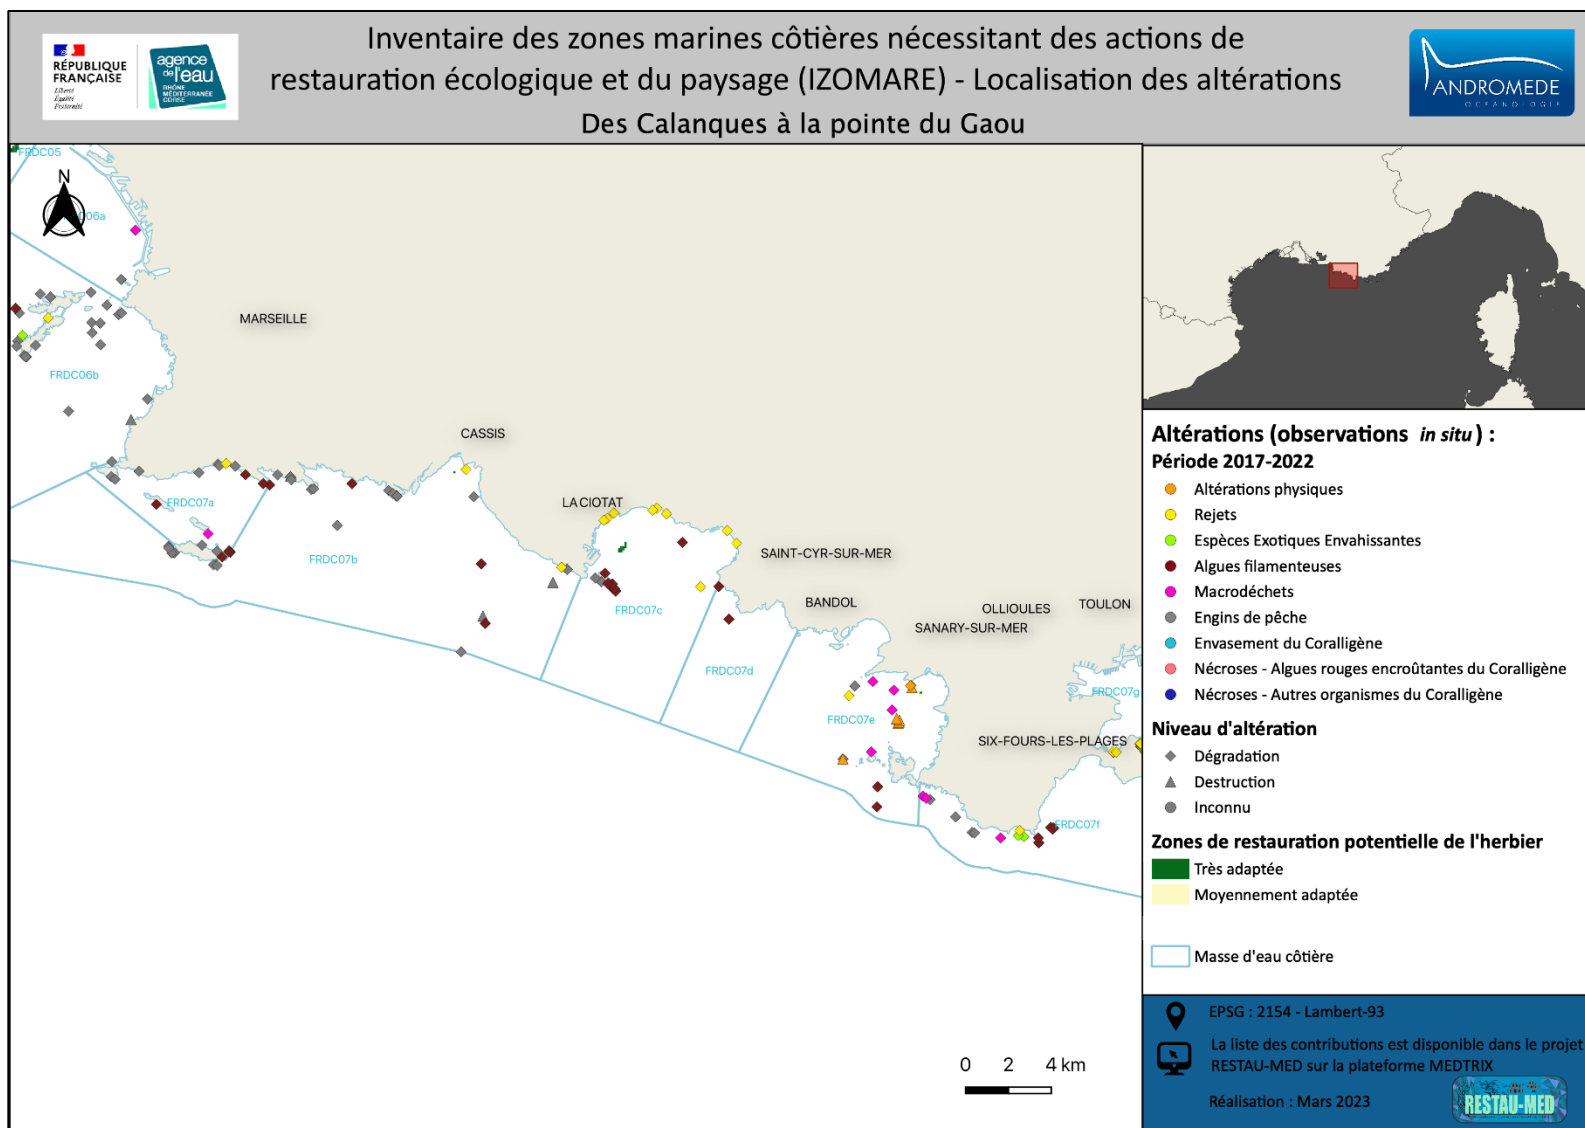 RÉPUBLIQUE
FRANÇAISE
Liberté
Égalité
Fraternité
agence
de l'eau
RHÔNE
MÉDITERRANÉE
CORSE
Inventaire des zones marines côtières nécessitant des actions de
restauration écologique et du paysage (IZOMARE) - Localisation des altérations
Des Calanques à la pointe du Gaou
ANDROMEDE
OCÉANOLOGIE
FRDC05
N
06a
MARSEILLE
FRDC06b
CASSIS
LA CIOTAT
FRDC07a
FRDC07b
SAINT-CYR-SUR-MER
FRDC07c
BANDOL
OLLIOULES
TOULON
SANARY-SUR-MER
FRDC07d
FRDC07g
FRDC07e
SIX-FOURS-LES-PLAGES
FRDC07f
0 2 4 km
Altérations (observations in situ) :
Période 2017-2022
Altérations physiques
Rejets
Espèces Exotiques Envahissantes
Algues filamenteuses
Macrodéchets
Engins de pêche
Envasement du Coralligène
Nécroses - Algues rouges encroûtantes du Coralligène
Nécroses - Autres organismes du Coralligène
Niveau d'altération
Dégradation
Destruction
Inconnu
Zones de restauration potentielle de l'herbier
Très adaptée
Moyennement adaptée
Masse d'eau côtière
EPSG : 2154 - Lambert-93
La liste des contributions est disponible dans le projet
RESTAU-MED sur la plateforme MEDTRIX
Réalisation : Mars 2023
RESTAU-MED